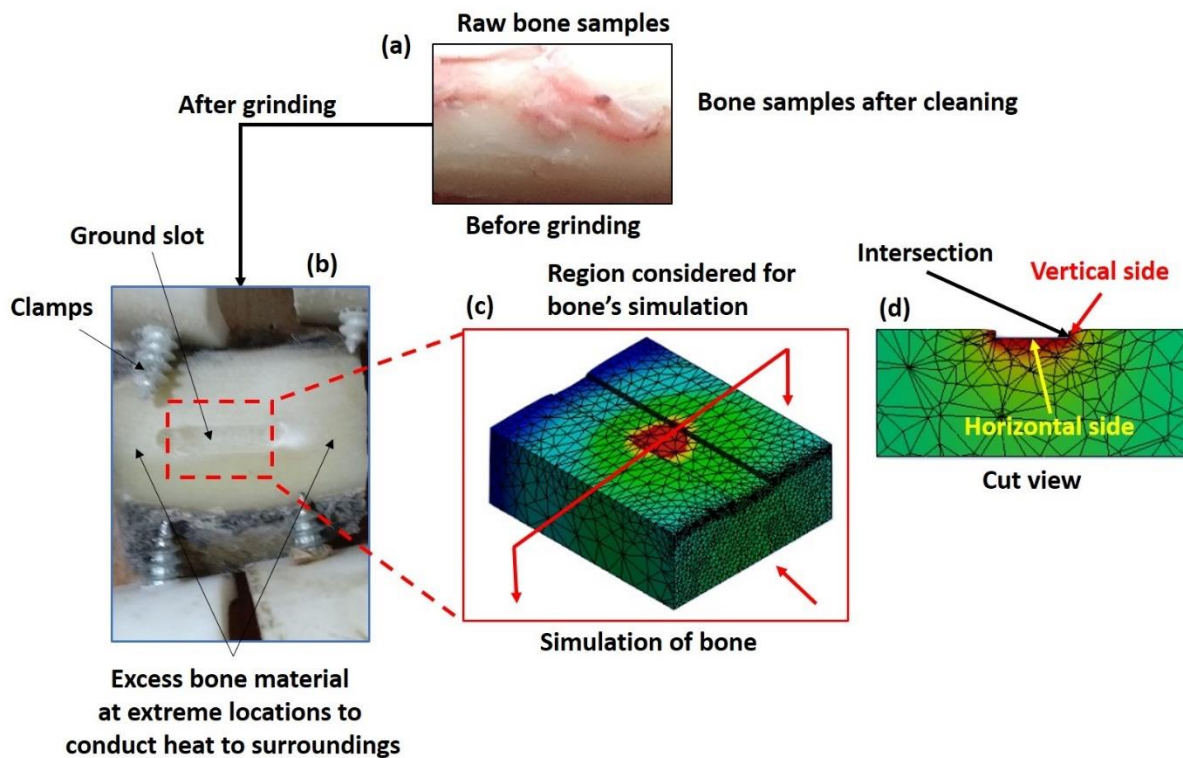 Raw bone samples
(a)
After grinding
Bone samples after cleaning
Before grinding
Ground slot
(b)
Clamps
Region considered for
bone’s simulation
(c)
Intersection
Vertical side
(d)
Horizontal side
Cut view
Simulation of bone
Excess bone material
at extreme locations to
conduct heat to surroundings